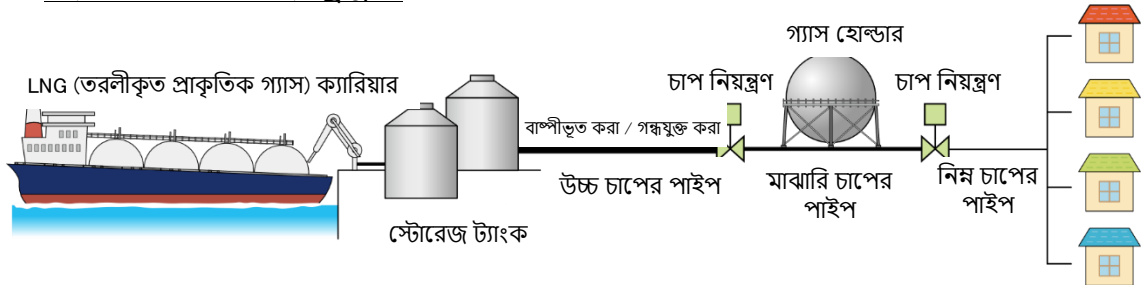 গ্যাস হোল্ডার
LNG (তরলীকৃত প্রাকৃতিক গ্যাস) ক্যারিয়ার
চাপ নিয়ন্ত্রণ
চাপ নিয়ন্ত্রণ
বাষ্পীভূত করা / গন্ধযুক্ত করা
উচ্চ চাপের পাইপ
মাঝারি চাপের
পাইপ
নিম্ন চাপের
পাইপ
স্টোরেজ ট্যাংক